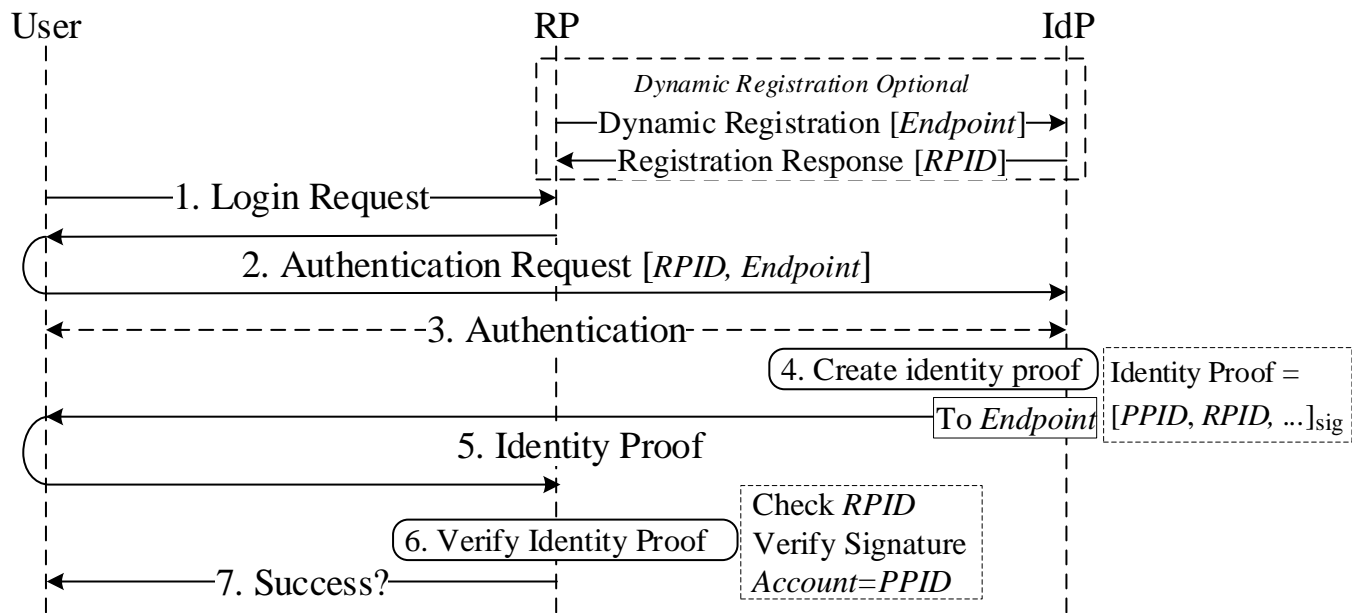 User RP IdP
Dynamic Registration Optional
Dynamic Registration [Endpoint]
Registration Response [RPID]
1. Login Request
2. Authentication Request [RPID, Endpoint]
3. Authentication
4. Create identity proof
Identity Proof =
[PPID, RPID, ...]sig
To Endpoint
5. Identity Proof
6. Verify Identity Proof
Check RPID
Verify Signature
Account=PPID
7. Success?